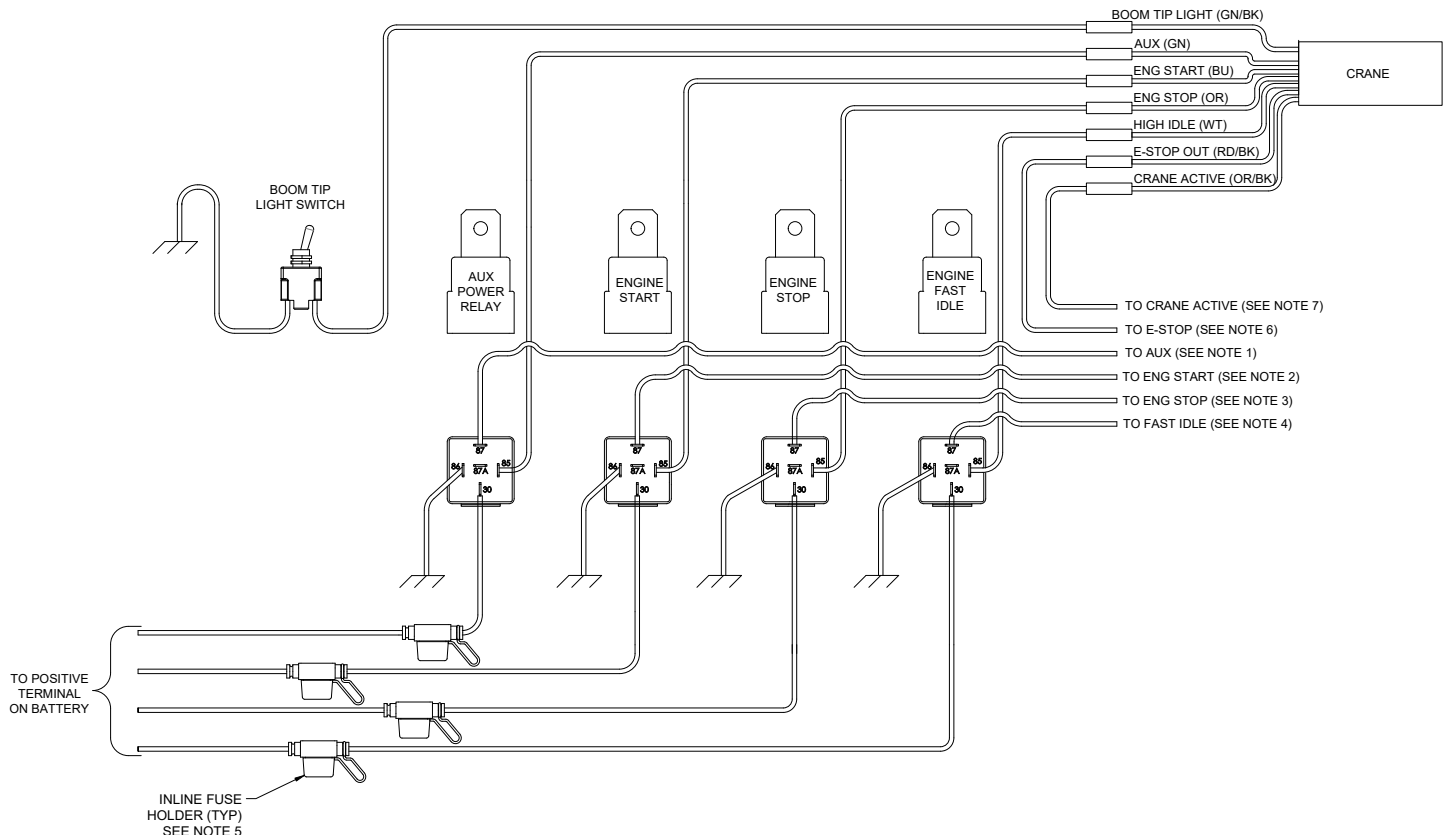 BOOM TIP LIGHT (GN/BK)
AUX (GN)
ENG START (BU)
ENG STOP (OR)
HIGH IDLE (WT)
E-STOP OUT (RD/BK)
CRANE ACTIVE (OR/BK)
CRANE
BOOM TIP
LIGHT SWITCH
AUX
POWER
RELAY
ENGINE
START
ENGINE
STOP
ENGINE
FAST
IDLE
TO CRANE ACTIVE (SEE NOTE 7)
TO E-STOP (SEE NOTE 6)
TO AUX (SEE NOTE 1)
TO ENG START (SEE NOTE 2)
TO ENG STOP (SEE NOTE 3)
TO FAST IDLE (SEE NOTE 4)
87
86
87A
85
30
87
86
87A
85
30
87
86
87A
85
30
87
86
87A
85
30
TO POSITIVE
TERMINAL
ON BATTERY
INLINE FUSE
HOLDER (TYP)
SEE NOTE 5